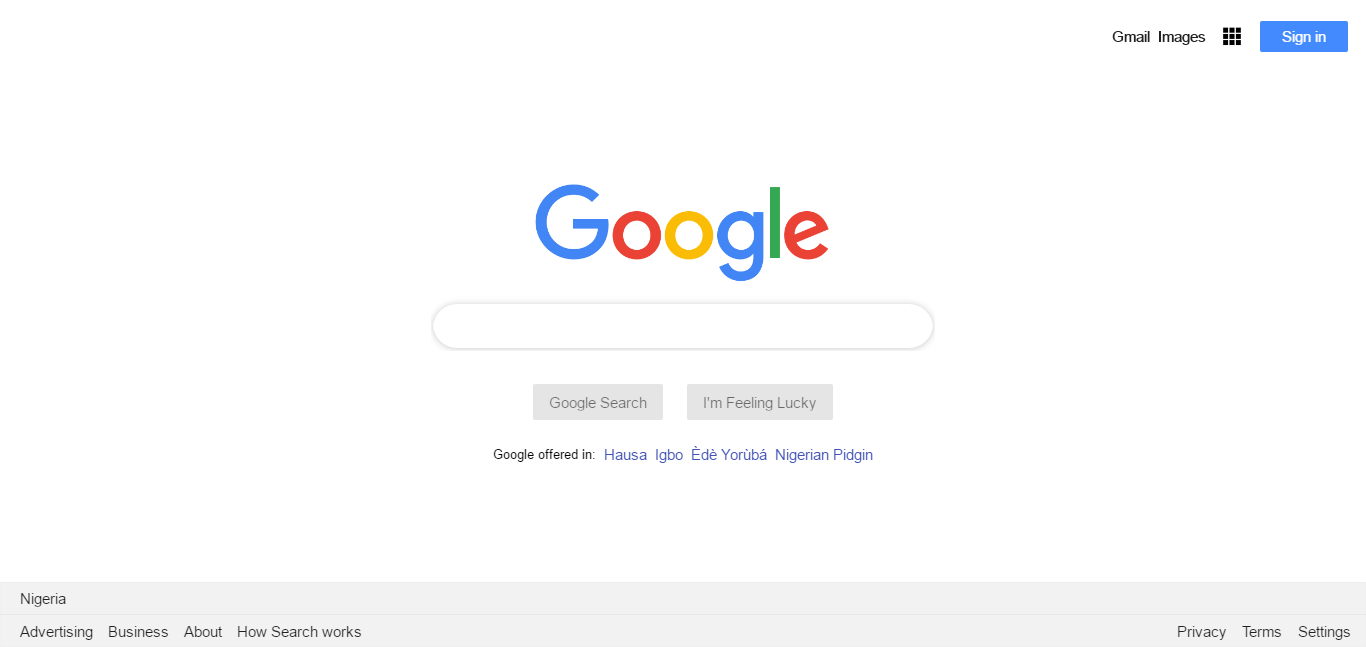 Gmail Images Sign in
Google
Google Search I'm Feeling Lucky
Google offered in: Hausa Igbo Èdè Yorùbá Nigerian Pidgin
Nigeria
Advertising Business About How Search works Privacy Terms Settings